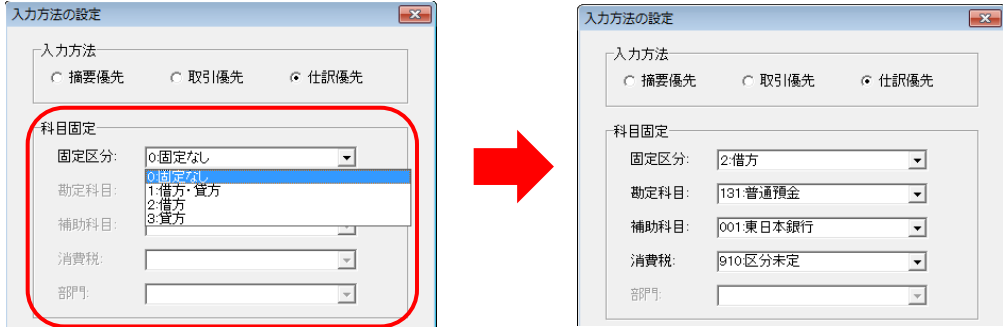 入力方法の設定
入力方法
摘要優先 取引優先 仕訳優先
科目固定
固定区分: 0:固定なし
0:固定なし
勘定科目: 1:借方・貸方
2:借方
補助科目: 3:貸方
消費税:
部門:
入力方法の設定
入力方法
摘要優先 取引優先 仕訳優先
科目固定
固定区分: 2:借方
勘定科目: 131:普通預金
補助科目: 001:東日本銀行
消費税: 910:区分未定
部門: